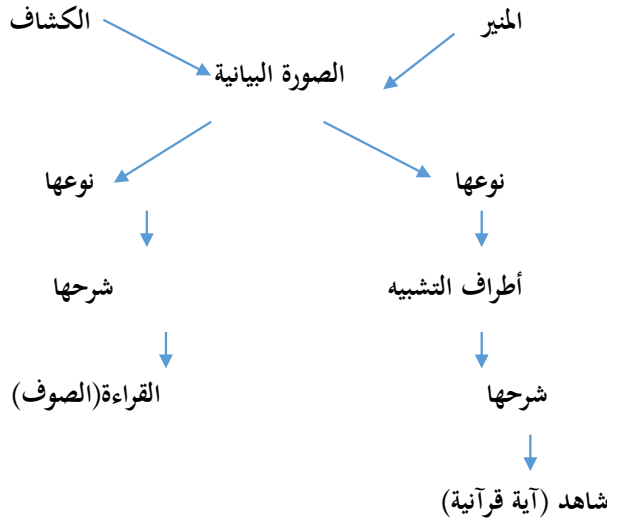 المنير
الكشاف
الصورة البيانية
نوعها
نوعها
أطراف التشبيه
شرحها
شرحها
القراءة(الصوف)
شاهد (آية قرآنية)